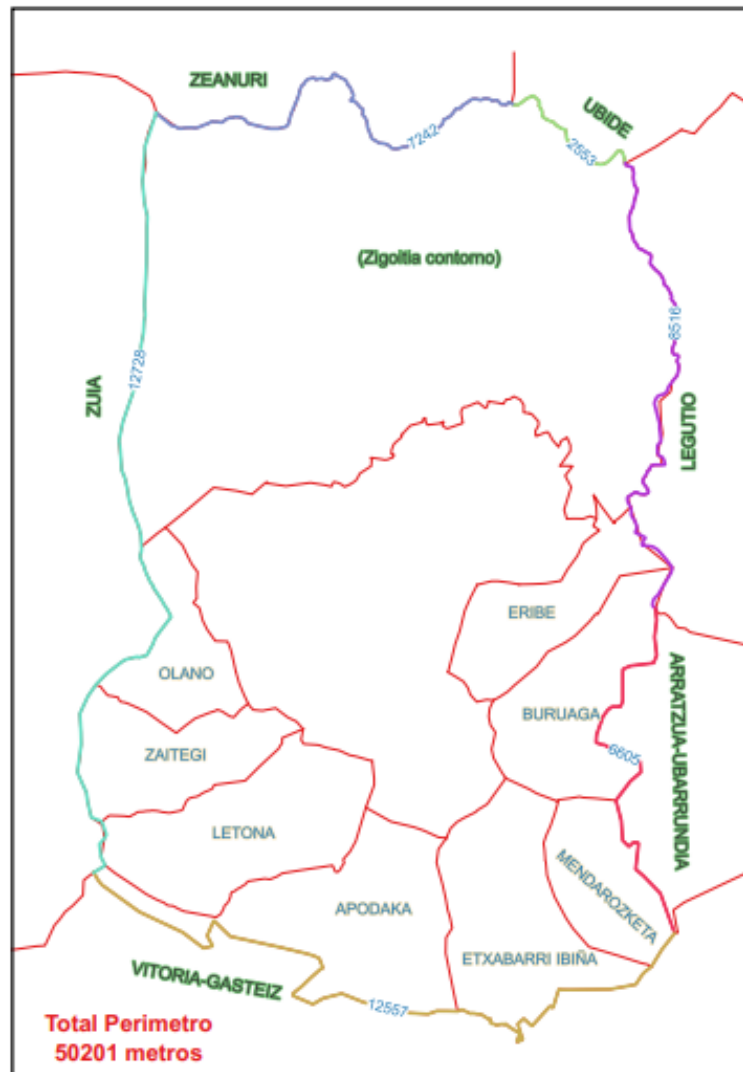 ZEANURI
UBIDE
7242
2553
(Zigoitia contorno)
6516
12728
ZUIA
LEGUTIO
ERIBE
OLANO
BURUAGA
ARRATZUA-UBARRUNDIA
ZAITEGI
6605
LETONA
MENDAROZKETA
APODAKA
ETXABARRI IBIÑA
VITORIA-GASTEIZ
12557
Total Perimetro
50201 metros